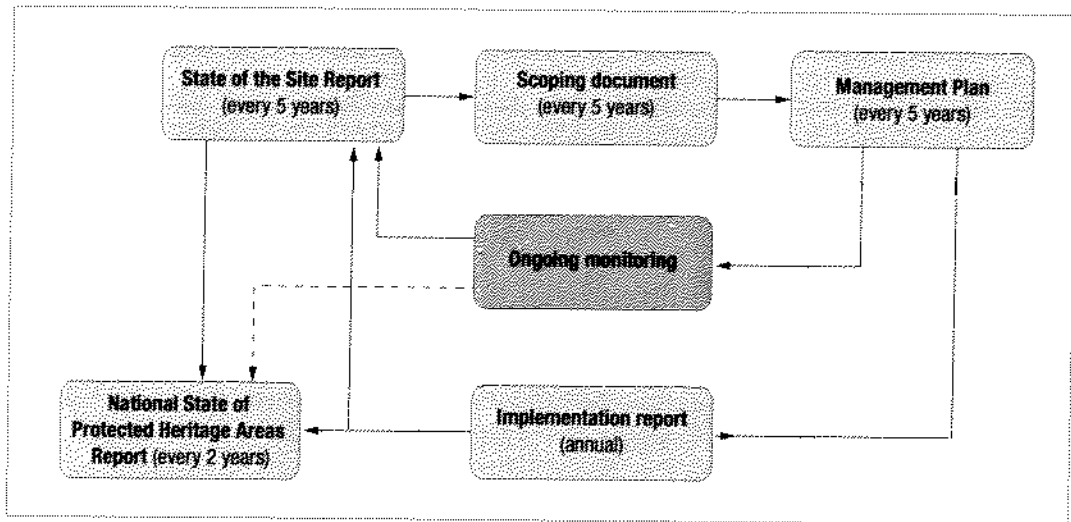 State of the Site Report
(every 5 years)
Scoping document
(every 5 years)
Management Plan
(every 5 years)
Ongoing monitoring
National State of
Protected Heritage Areas
Report (every 2 years)
Implementation report
(annual)